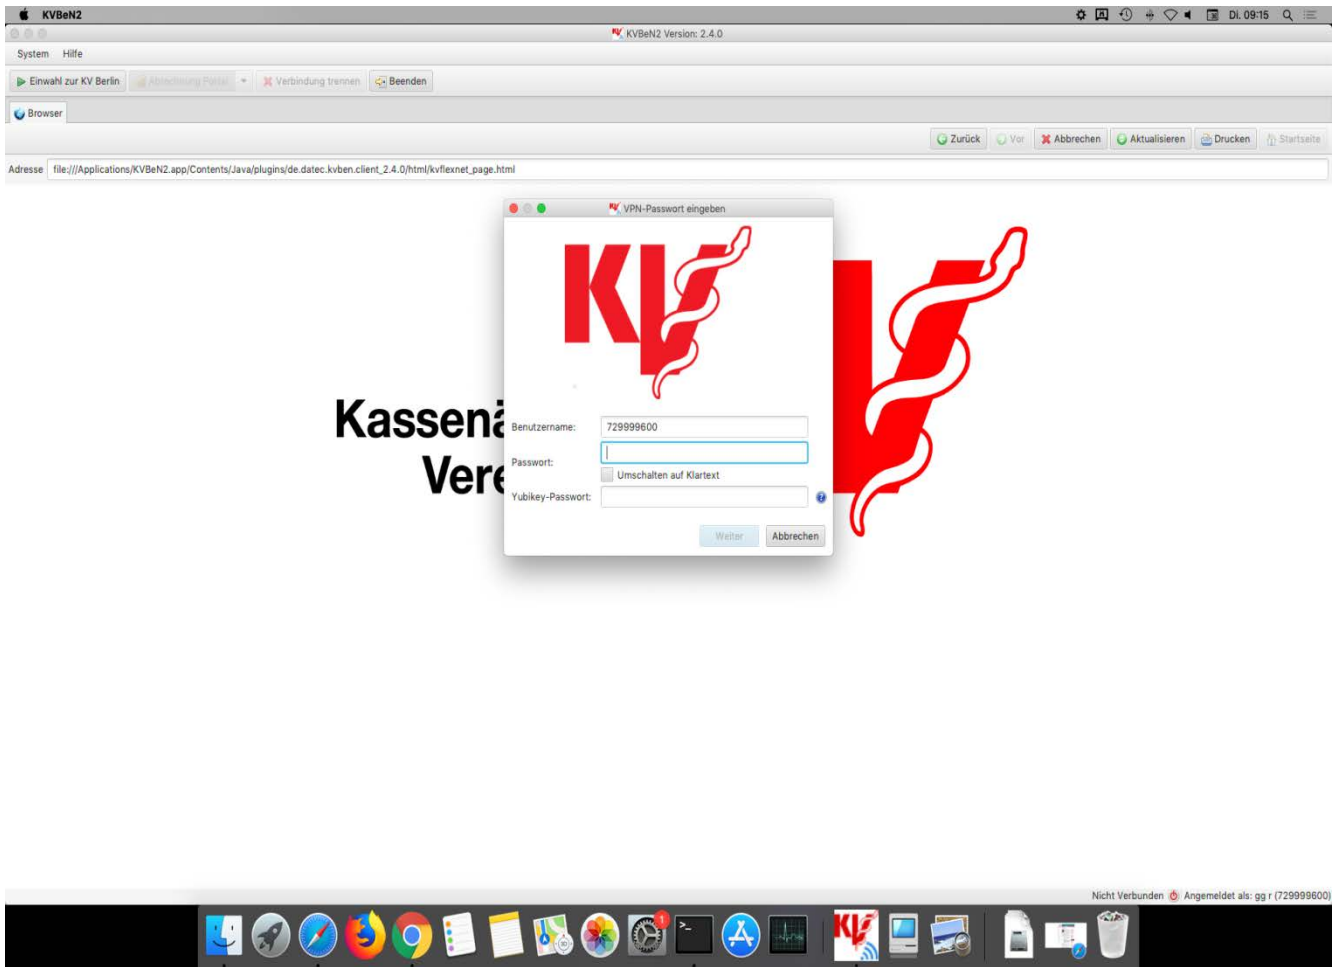 KVBeN2
Di. 09:15
KVBeN2 Version: 2.4.0
System Hilfe
Einwahl zur KV Berlin Abrechnung Portal Verbindung trennen Beenden
Browser
Zurück Vor Abbrechen Aktualisieren Drucken Startseite
Adresse file:///Applications/KVBeN2.app/Contents/Java/plugins/de.datec.kvben.client_2.4.0/html/kvflexnet_page.html
VPN-Passwort eingeben
KV
Kassenä
Vere
Benutzername: 729999600
Passwort:
Umschalten auf Klartext
Yubikey-Passwort:
Weiter Abbrechen
Nicht Verbunden Angemeldet als: gg r (729999600)
1
KV